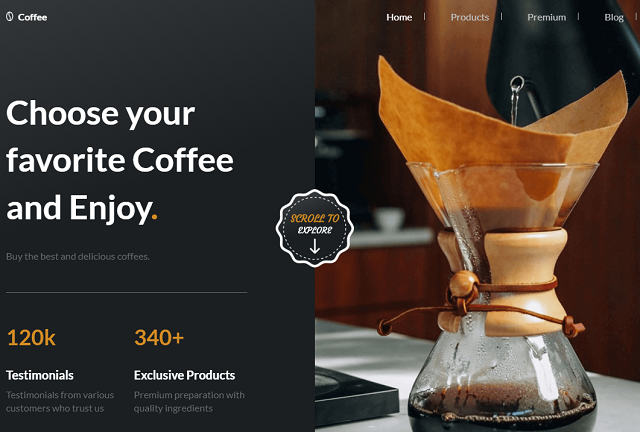 Coffee
Home
Products
Premium
Blog
Choose your
favorite Coffee
and Enjoy.
SCROLL TO
EXPLORE
Buy the best and delicious coffees.
120k
340+
Testimonials
Exclusive Products
Testimonials from various
customers who trust us
Premium preparation with
quality ingredients